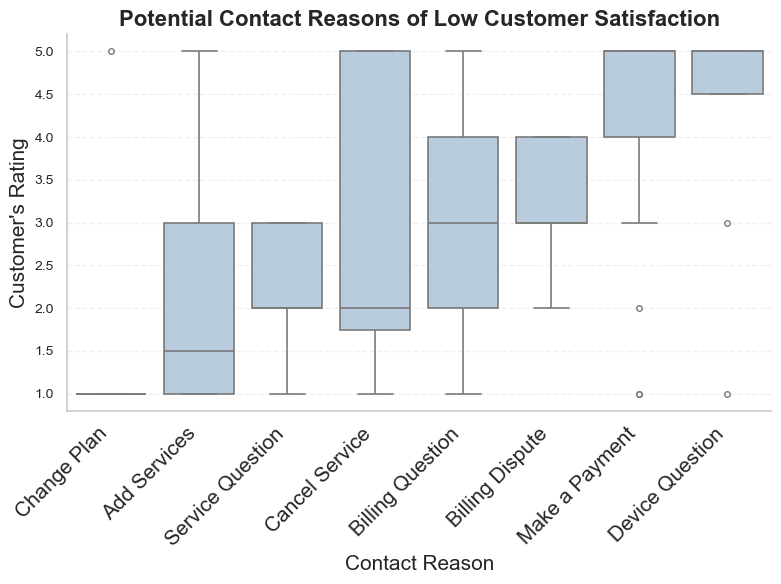 Potential Contact Reasons of Low Customer Satisfaction
Customer's Rating
5.0
4.5
4.0
3.5
3.0
2.5
2.0
1.5
1.0
Change Plan
Add Services
Service Question
Cancel Service
Billing Question
Billing Dispute
Make a Payment
Device Question
Contact Reason